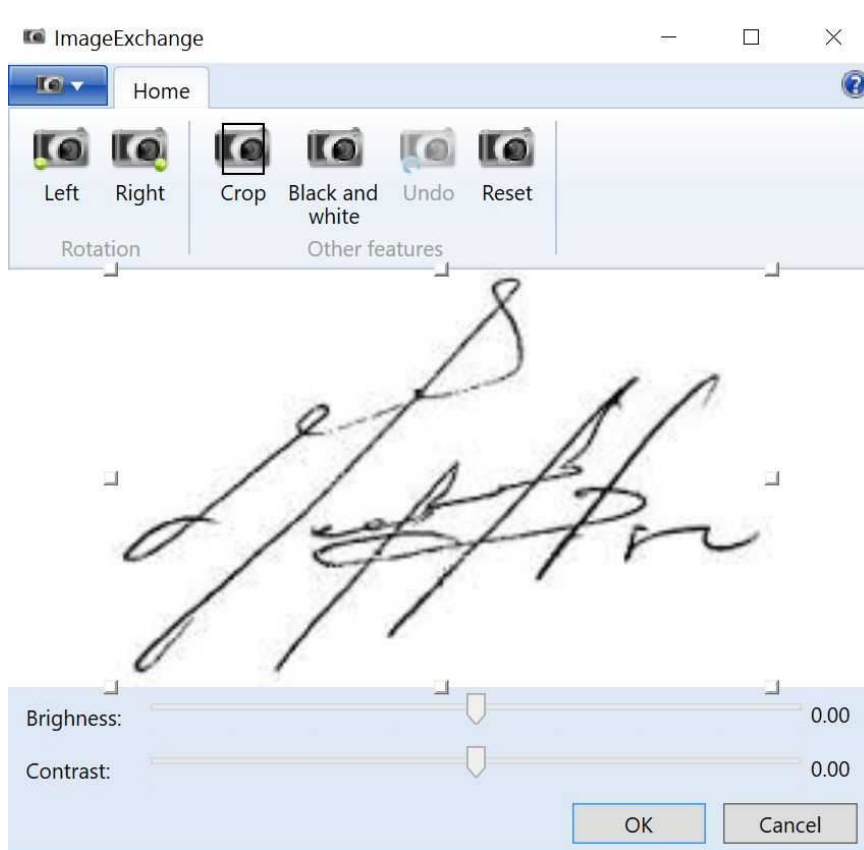 ImageExchange
Home
Left Right Crop Black and white Undo Reset
Rotation Other features
Brighness: 0.00
Contrast: 0.00
OK Cancel